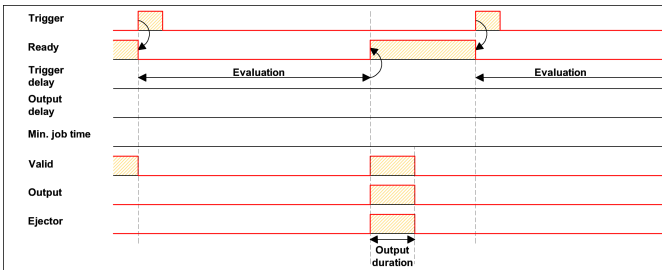 Trigger
Ready
Trigger
delay
Evaluation
Evaluation
Output
delay
Min. job time
Valid
Output
Ejector
Output
duration